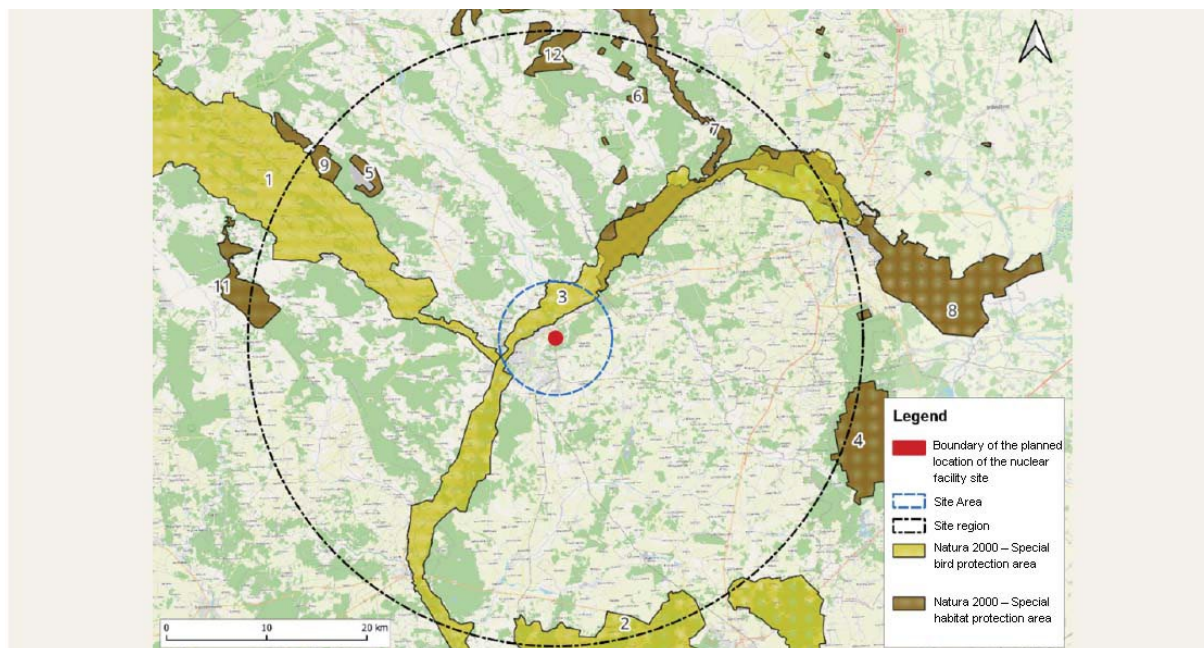 12
6
7
1
9
5
11
3
8
4
2
Legend
Boundary of the planned
location of the nuclear
facility site
Site Area
Site region
Natura 2000 – Special
bird protection area
Natura 2000 – Special
habitat protection area
0 10 20 km